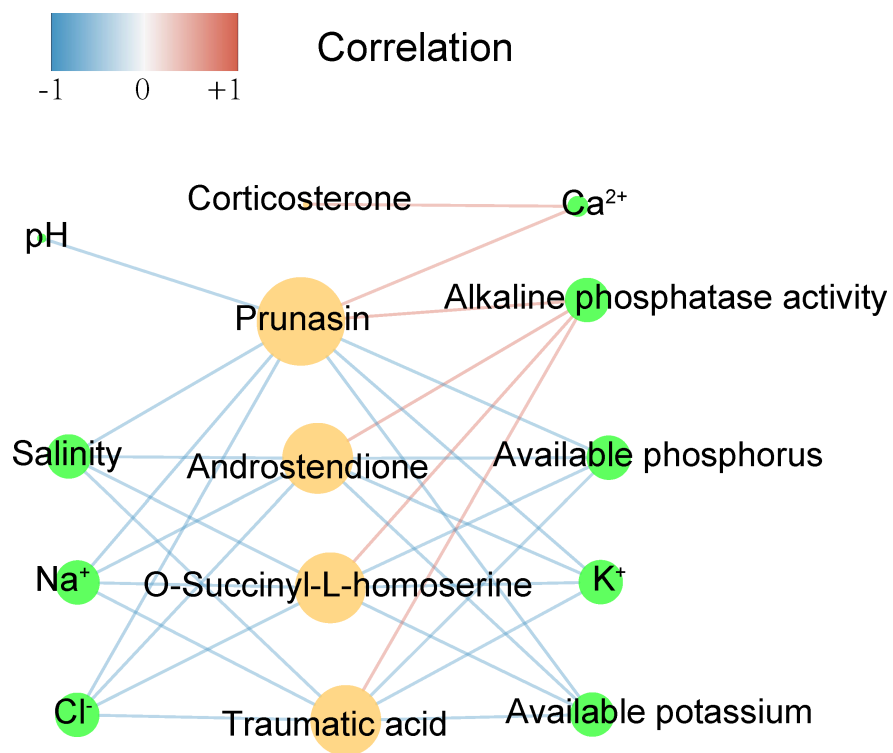 Correlation
-1 0 +1
Corticosterone
Ca²⁺
pH
Alkaline phosphatase activity
Prunasin
Salinity
Androstendione
Available phosphorus
Na⁺
O-Succinyl-L-homoserine
K⁺
Cl⁻
Traumatic acid
Available potassium